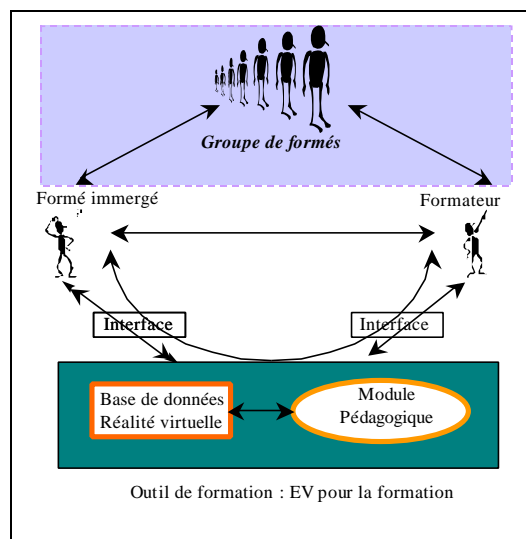 Groupe de formés
Formé immergé
Formateur
Interface
Interface
Base de données
Réalité virtuelle
Module
Pédagogique
Outil de formation : EV pour la formation